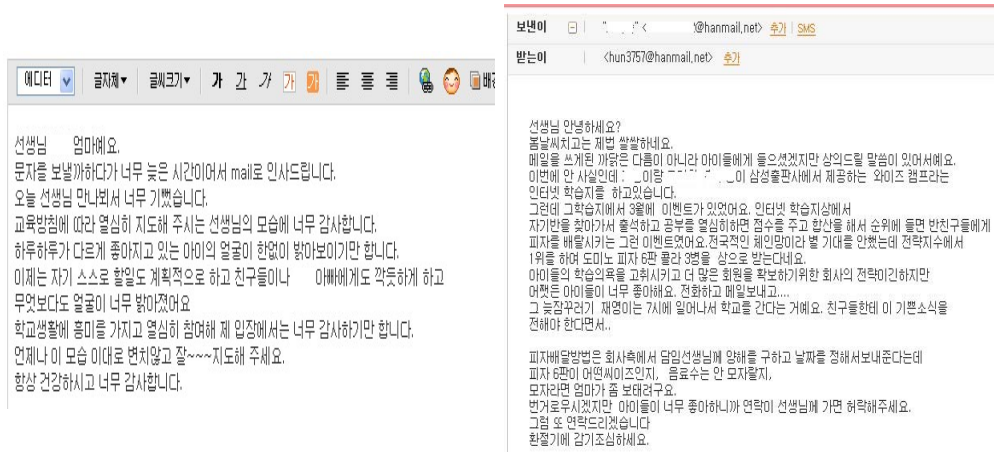 에디터 글자체▼ 글씨크기▼ 가 가 가 가 가
선생님 엄마예요.
문자를 보낼까하다가 너무 늦은 시간이어서 mail로 인사드립니다.
오늘 선생님 만나뵈서 너무 기뻤습니다.
교육방침에 따라 열심히 지도해 주시는 선생님의 모습에 너무 감사합니다.
하루하루가 다르게 좋아지고 있는 아이의 얼굴이 한없이 밝아보이기만 합니다.
이제는 자기 스스로 할일도 계획적으로 하고 친구들이나 아빠에게도 깍듯하게 하고
무엇보다도 얼굴이 너무 밝아졌어요
학교생활에 흥미를 가지고 열심히 참여해 제 입장에서는 너무 감사하기만 합니다.
언제나 이 모습 이대로 변치않고 잘~~~지도해 주세요.
항상 건강하시고 너무 감사합니다.
보낸이 @hanmail.net> 추가 | SMS
받는이 <hun3757@hanmail.net> 추가
선생님 안녕하세요?
봄날씨치고는 제법 쌀쌀하네요.
메일을 쓰게된 까닭은 다름이 아니라 아이들에게 들으셨겠지만 상의드릴 말씀이 있어서예요.
이번에 안 사실인데 이랑 이 삼성출판사에서 제공하는 와이즈 캠프라는
인터넷 학습지를 하고있습니다.
그런데 그학습지에서 3월에 이벤트가 있었어요. 인터넷 학습지상에서
자기반을 찾아가서 출석하고 공부를 열심히하면 점수를 주고 합산을 해서 순위에 들면 반친구들에게
피자를 배달시키는 그런 이벤트였어요.전국적인 체인망이라 별 기대를 안했는데 전략지수에서
1위를 하여 도미노 피자 6판 콜라 3병을 상으로 받는다네요.
아이들의 학습의욕을 고취시키고 더 많은 회원을 확보하기위한 회사의 전략이긴하지만
어쨌든 아이들이 너무 좋아해요. 전화하고 메일보내고....
그 늦잠꾸러기 재영이는 7시에 일어나서 학교를 간다는 거예요. 친구들한테 이 기쁜소식을
전해야 한다면서..
피자배달방법은 회사측에서 담임선생님께 양해를 구하고 날짜를 정해서보내준다는데
피자 6판이 어떤씨이즈인지, 음료수는 안 모자랄지,
모자라면 엄마가 좀 보태려구요.
번거로우시겠지만 아이들이 너무 좋아하니까 연락이 선생님께 가면 허락해주세요.
그럼 또 연락드리겠습니다
환절기에 감기조심하세요.